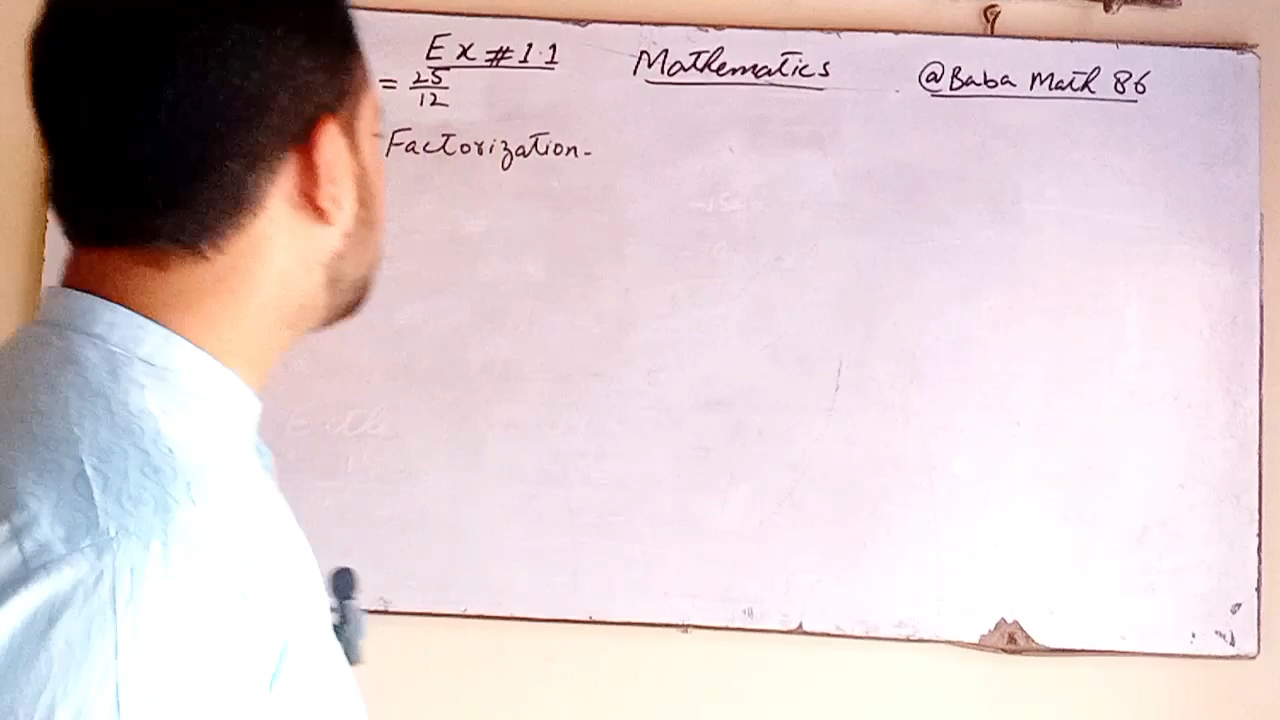 Ex #1.1
Mathematics
@Baba Math 86
= 25/12
Factorization-